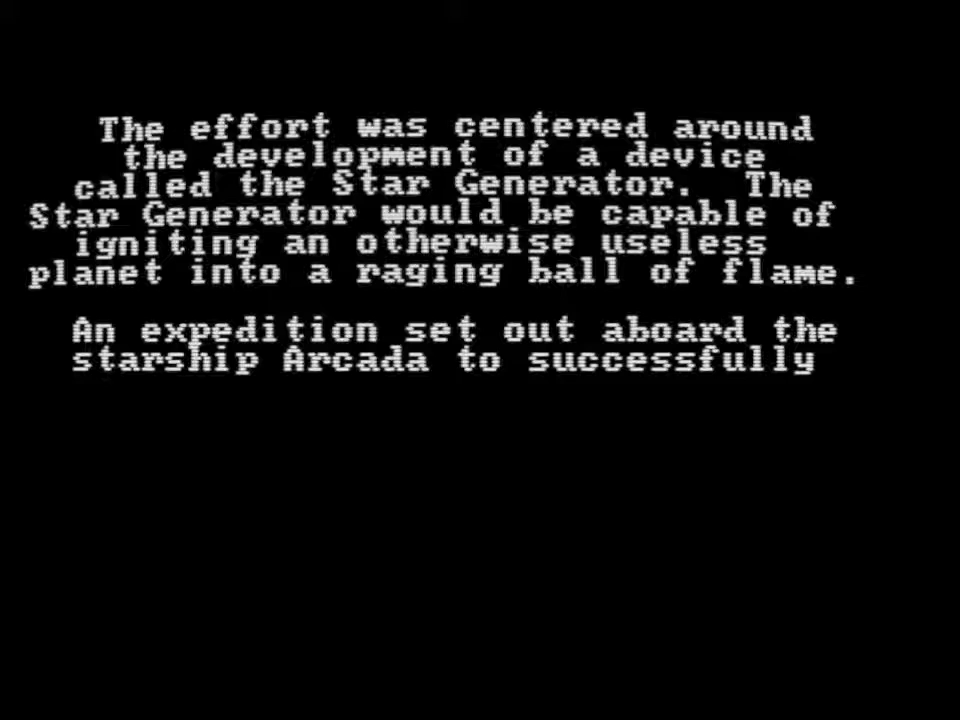 The effort was centered around
the development of a device
called the Star Generator. The
Star Generator would be capable of
igniting an otherwise useless
planet into a raging ball of flame.
An expedition set out aboard the
starship Arcada to successfully